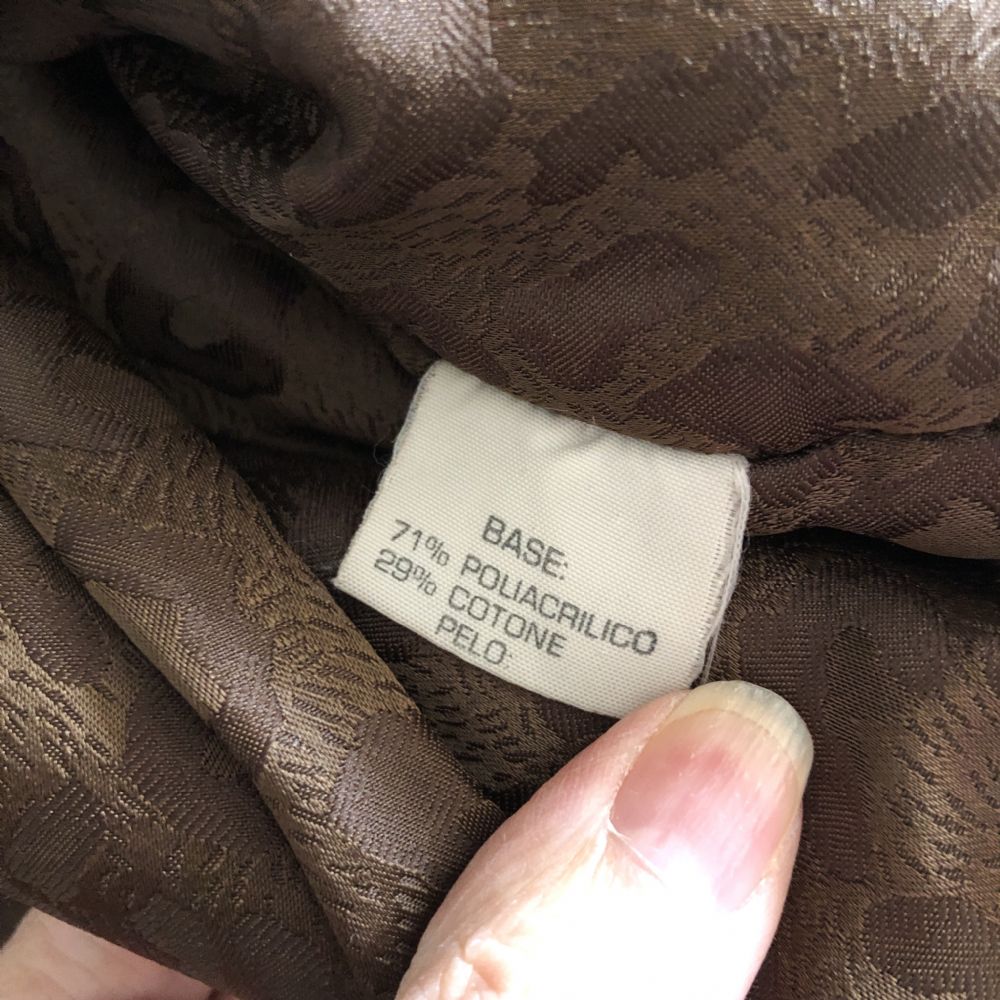 BASE:
71% POLIACRILICO
29% COTONE
PELO.